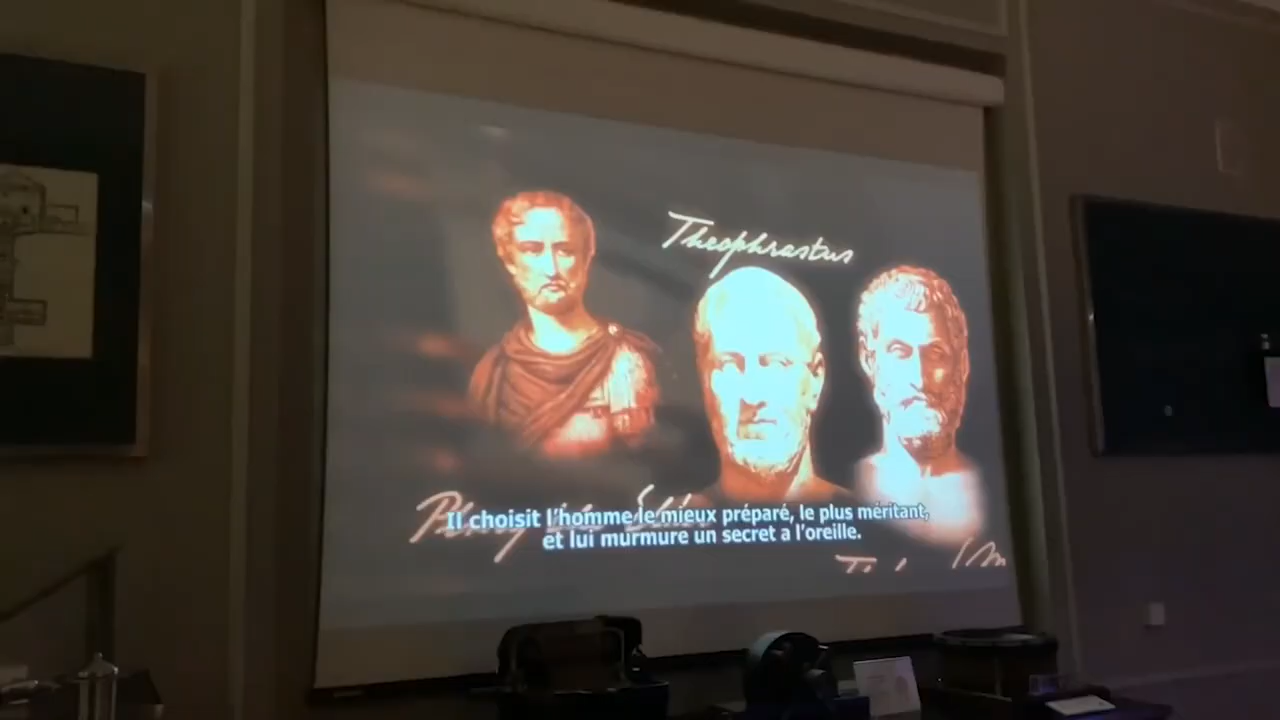 Theophrastus
Il choisit l'homme le mieux préparé, le plus méritant,
et lui murmure un secret a l'oreille.